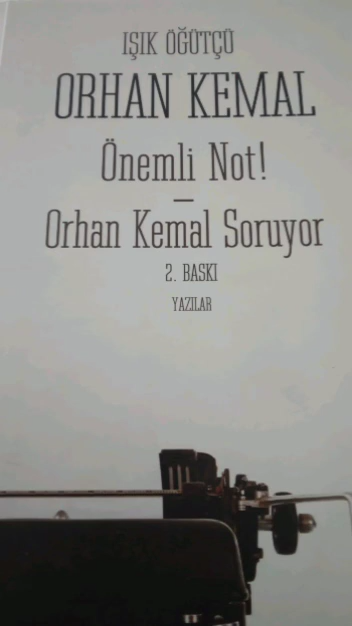 IŞIK ÖĞÜTÇÜ
ORHAN KEMAL
Önemli Not!
–
Orhan Kemal Soruyor
2. BASKI
YAZILAR